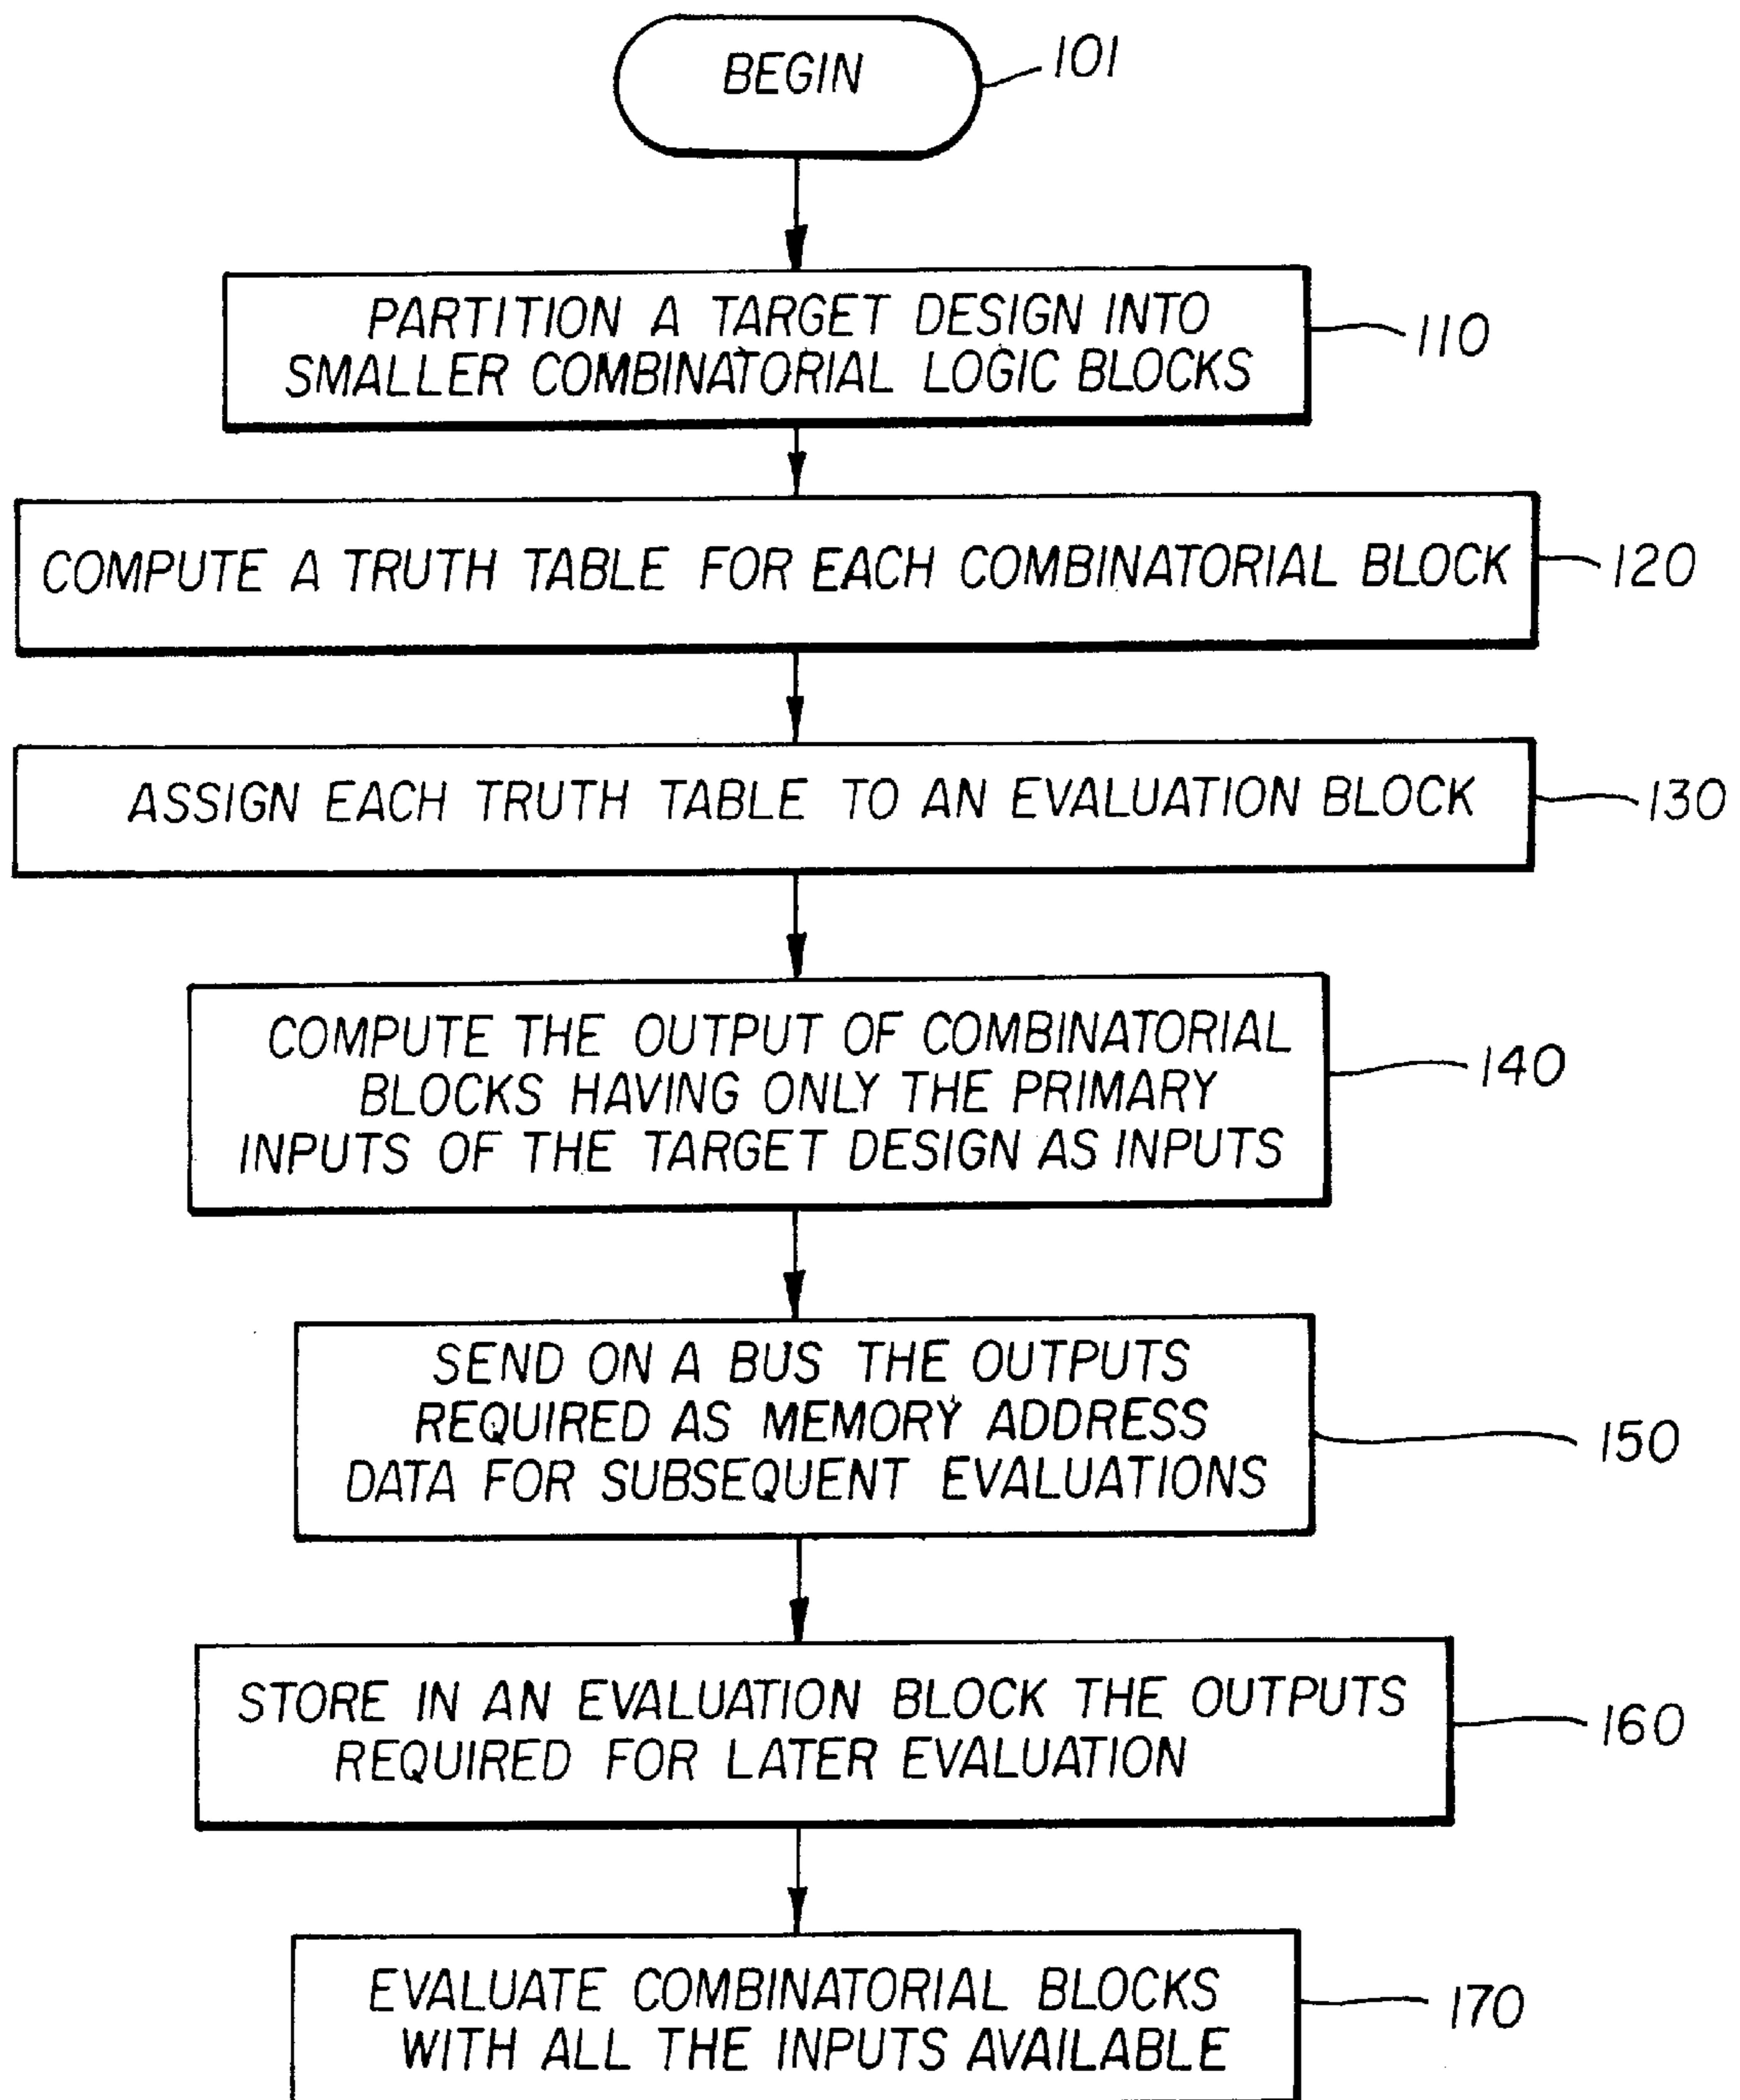 BEGIN
101
PARTITION A TARGET DESIGN INTO
SMALLER COMBINATORIAL LOGIC BLOCKS
110
COMPUTE A TRUTH TABLE FOR EACH COMBINATORIAL BLOCK
120
ASSIGN EACH TRUTH TABLE TO AN EVALUATION BLOCK
130
COMPUTE THE OUTPUT OF COMBINATORIAL
BLOCKS HAVING ONLY THE PRIMARY
INPUTS OF THE TARGET DESIGN AS INPUTS
140
SEND ON A BUS THE OUTPUTS
REQUIRED AS MEMORY ADDRESS
DATA FOR SUBSEQUENT EVALUATIONS
150
STORE IN AN EVALUATION BLOCK THE OUTPUTS
REQUIRED FOR LATER EVALUATION
160
EVALUATE COMBINATORIAL BLOCKS
WITH ALL THE INPUTS AVAILABLE
170